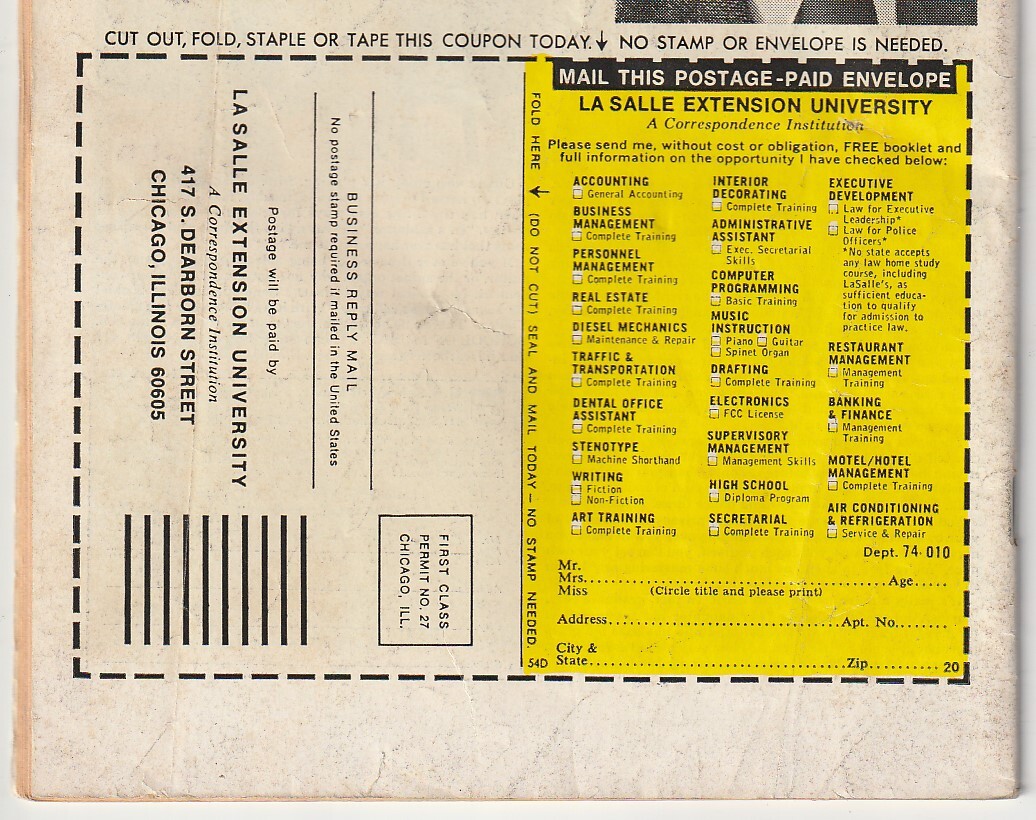 CUT OUT, FOLD, STAPLE OR TAPE THIS COUPON TODAY.↓ NO STAMP OR ENVELOPE IS NEEDED.
BUSINESS REPLY MAIL
No postage stamp required if mailed in the United States
Postage will be paid by
LA SALLE EXTENSION UNIVERSITY
A Correspondence Institution
417 S. DEARBORN STREET
CHICAGO, ILLINOIS 60605
FIRST CLASS
PERMIT NO. 27
CHICAGO, ILL.
FOLD HERE ← (DO NOT CUT) SEAL AND MAIL TODAY — NO STAMP NEEDED.
54D
MAIL THIS POSTAGE-PAID ENVELOPE
LA SALLE EXTENSION UNIVERSITY
A Correspondence Institution
Please send me, without cost or obligation, FREE booklet and
full information on the opportunity I have checked below:
ACCOUNTING
☐ General Accounting
BUSINESS
MANAGEMENT
☐ Complete Training
PERSONNEL
MANAGEMENT
☐ Complete Training
REAL ESTATE
☐ Complete Training
DIESEL MECHANICS
☐ Maintenance & Repair
TRAFFIC &
TRANSPORTATION
☐ Complete Training
DENTAL OFFICE
ASSISTANT
☐ Complete Training
STENOTYPE
☐ Machine Shorthand
WRITING
☐ Fiction
☐ Non-Fiction
ART TRAINING
☐ Complete Training
INTERIOR
DECORATING
☐ Complete Training
ADMINISTRATIVE
ASSISTANT
☐ Exec. Secretarial
Skills
COMPUTER
PROGRAMMING
☐ Basic Training
MUSIC
INSTRUCTION
☐ Piano ☐ Guitar
☐ Spinet Organ
DRAFTING
☐ Complete Training
ELECTRONICS
☐ FCC License
SUPERVISORY
MANAGEMENT
☐ Management Skills
HIGH SCHOOL
☐ Diploma Program
SECRETARIAL
☐ Complete Training
EXECUTIVE
DEVELOPMENT
☐ Law for Executive
Leadership*
☐ Law for Police
Officers*
*No state accepts
any law home study
course, including
LaSalle's, as
sufficient educa-
tion to qualify
for admission to
practice law.
RESTAURANT
MANAGEMENT
☐ Management
Training
BANKING
& FINANCE
☐ Management
Training
MOTEL/HOTEL
MANAGEMENT
☐ Complete Training
AIR CONDITIONING
& REFRIGERATION
☐ Service & Repair
Dept. 74-010
Mr.
Mrs. Age
Miss (Circle title and please print)
Address Apt. No.
City &
State Zip 20